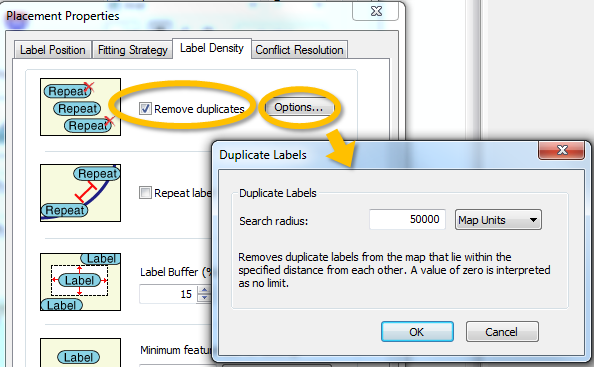 Placement Properties
Label Position
Fitting Strategy
Label Density
Conflict Resolution
Repeat
Repeat
Repeat
Remove duplicates
Options...
Repeat
Repeat
Repeat labe
Label
Label
Label
Label Buffer (%
15
Label
Minimum featur
Duplicate Labels
Duplicate Labels
Search radius:
50000
Map Units
Removes duplicate labels from the map that lie within the
specified distance from each other. A value of zero is interpreted
as no limit.
OK
Cancel